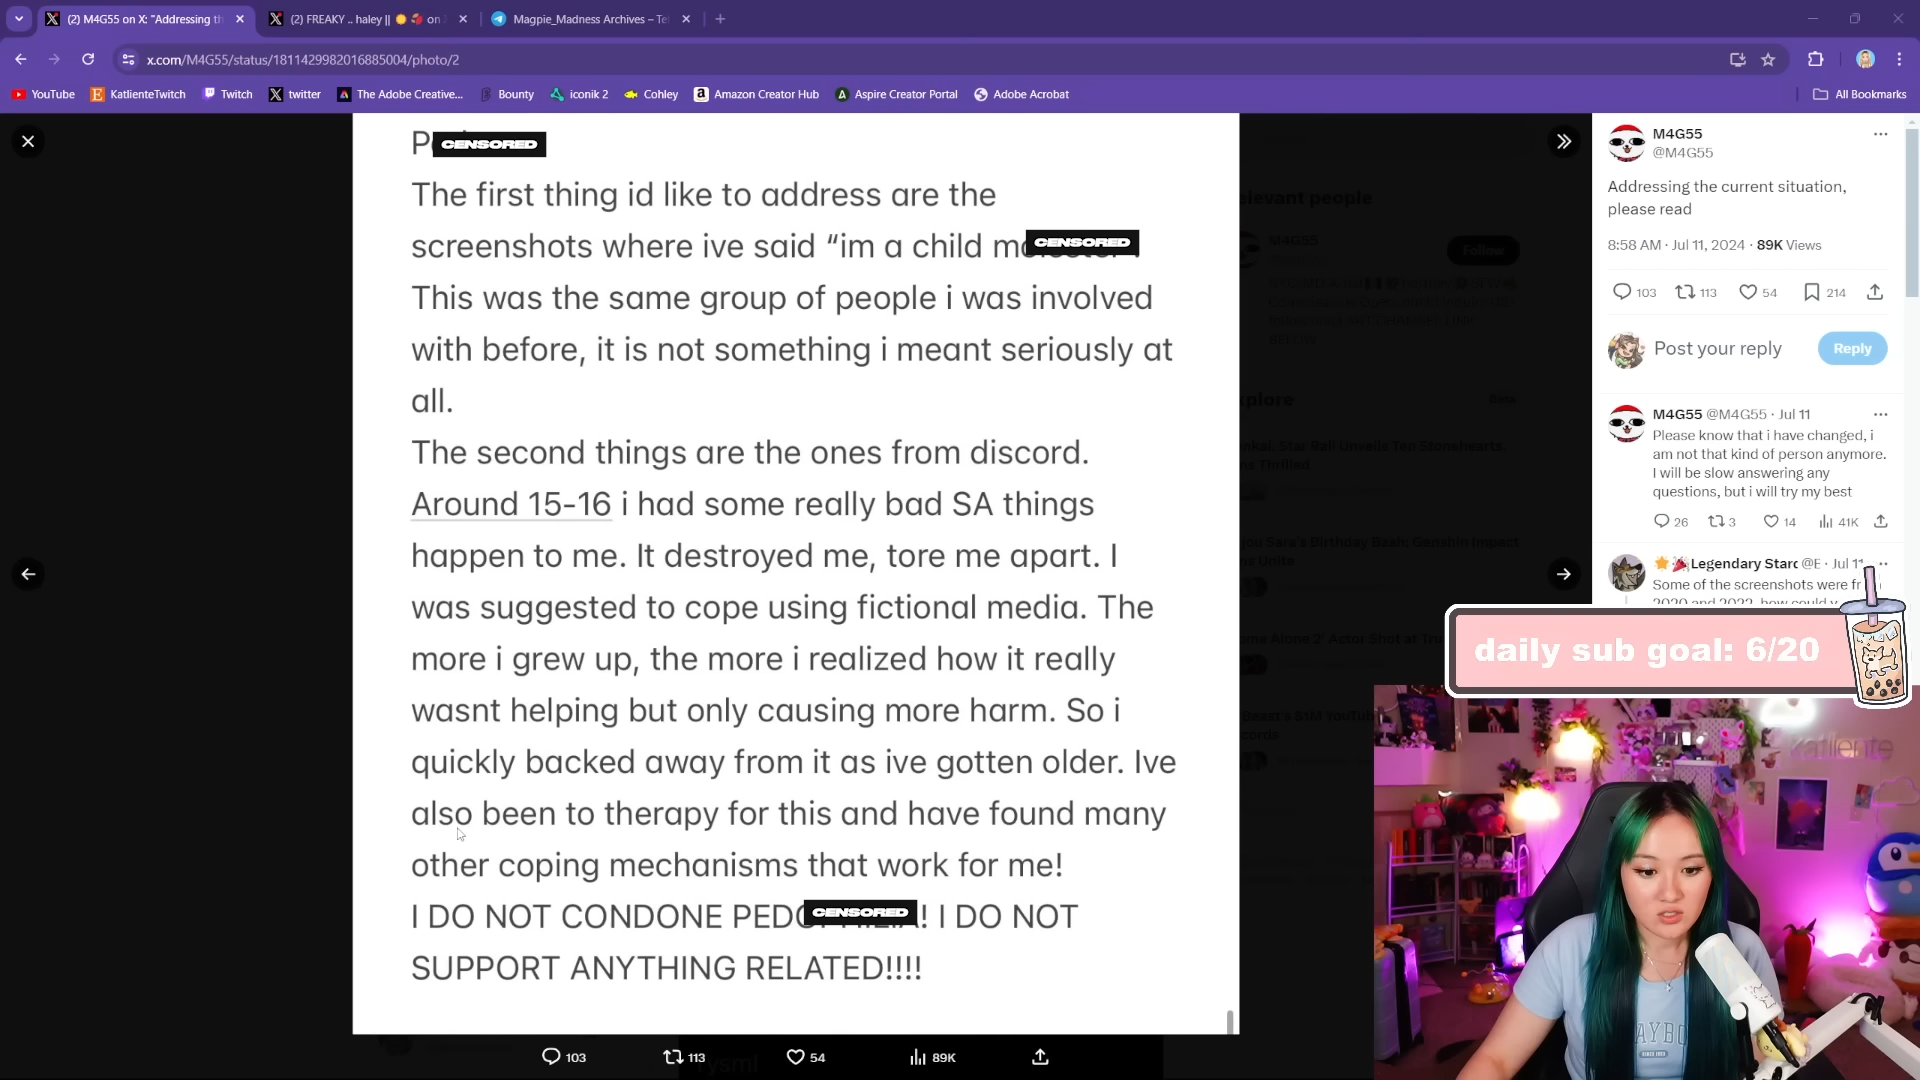 (2) M4G55 on X: "Addressing th
(2) FREAKY .. haley || on
Magpie_Madness Archives – Te
x.com/M4G55/status/1811429982016885004/photo/2
YouTube
KatlienteTwitch
Twitch
twitter
The Adobe Creative...
Bounty
iconik 2
Cohley
Amazon Creator Hub
Aspire Creator Portal
Adobe Acrobat
All Bookmarks
CENSORED
The first thing id like to address are the
screenshots where ive said “im a child CENSORED
This was the same group of people i was involved
with before, it is not something i meant seriously at
all.
The second things are the ones from discord.
Around 15-16 i had some really bad SA things
happen to me. It destroyed me, tore me apart. I
was suggested to cope using fictional media. The
more i grew up, the more i realized how it really
wasnt helping but only causing more harm. So i
quickly backed away from it as ive gotten older. Ive
also been to therapy for this and have found many
other coping mechanisms that work for me!
I DO NOT CONDONE CENSORED! I DO NOT
SUPPORT ANYTHING RELATED!!!!
103
113
54
89K
relevant people
M4G55
Follow
M4G55
@M4G55
Addressing the current situation,
please read
8:58 AM · Jul 11, 2024 · 89K Views
103 113 54 214
Post your reply
Reply
M4G55 @M4G55 · Jul 11
Please know that i have changed, i
am not that kind of person anymore.
I will be slow answering any
questions, but i will try my best
26 3 14 41K
Legendary Starc @E · Jul 11
Some of the screenshots were
2020 and 2022, how could
daily sub goal: 6/20
katliente